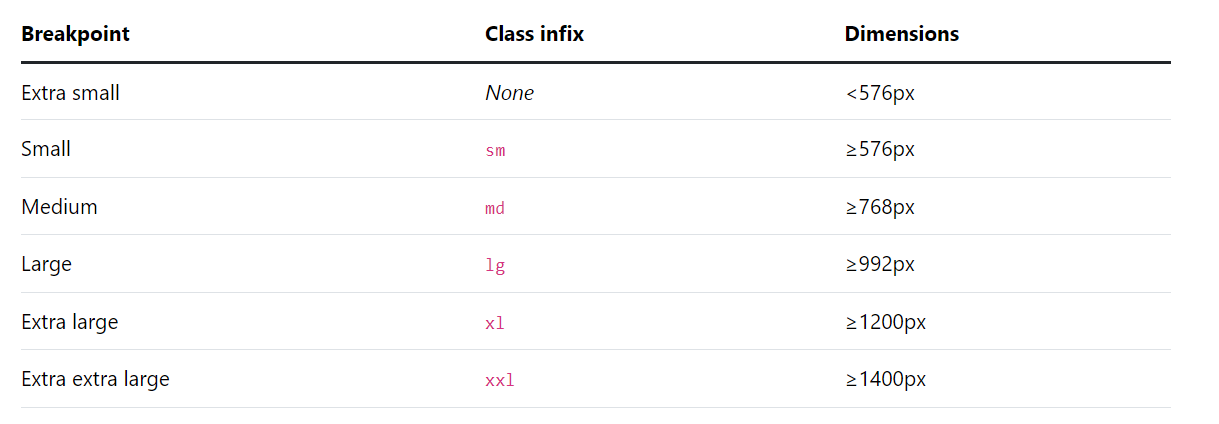 Breakpoint Class infix Dimensions
Extra small None <576px
Small sm ≥576px
Medium md ≥768px
Large lg ≥992px
Extra large xl ≥1200px
Extra extra large xxl ≥1400px